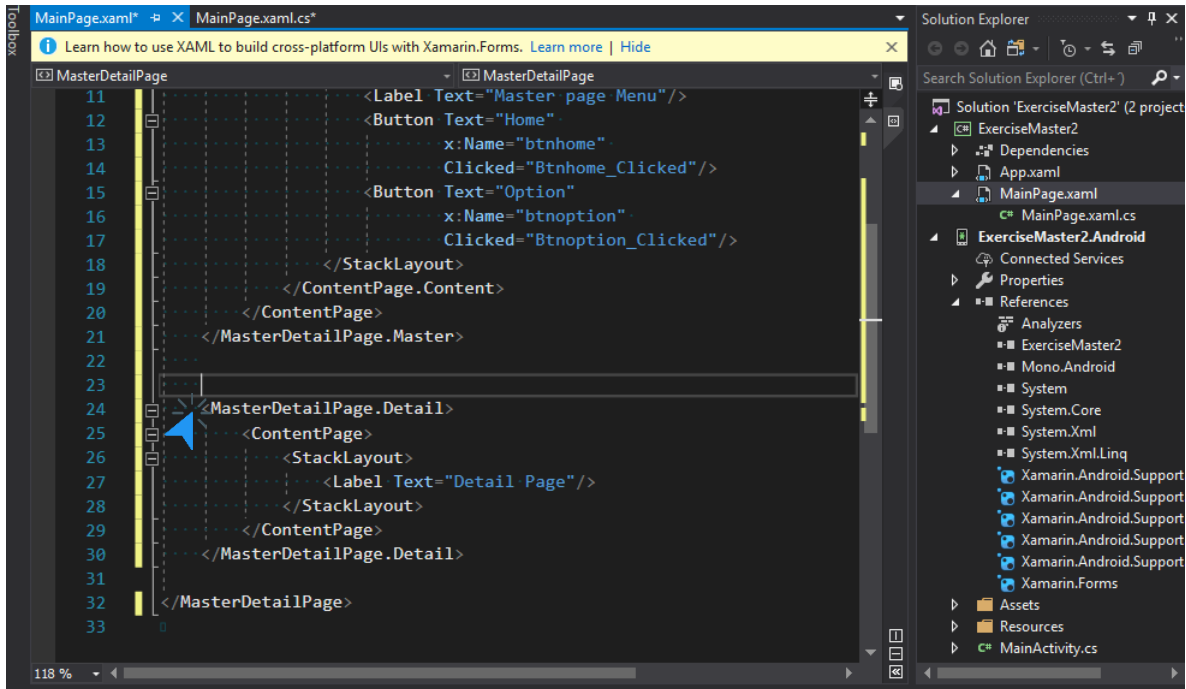 Toolbox
MainPage.xaml* MainPage.xaml.cs*
Learn how to use XAML to build cross-platform UIs with Xamarin.Forms. Learn more | Hide
MasterDetailPage MasterDetailPage
11 <Label Text="Master page Menu"/>
12 <Button Text="Home"
13 x:Name="btnhome"
14 Clicked="Btnhome_Clicked"/>
15 <Button Text="Option"
16 x:Name="btnoption"
17 Clicked="Btnoption_Clicked"/>
18 </StackLayout>
19 </ContentPage.Content>
20 </ContentPage>
21 </MasterDetailPage.Master>
22
23
24 <MasterDetailPage.Detail>
25 <ContentPage>
26 <StackLayout>
27 <Label Text="Detail Page"/>
28 </StackLayout>
29 </ContentPage>
30 </MasterDetailPage.Detail>
31
32 </MasterDetailPage>
33
118 %
Solution Explorer
Search Solution Explorer (Ctrl+´)
Solution 'ExerciseMaster2' (2 project
C# ExerciseMaster2
Dependencies
App.xaml
MainPage.xaml
C# MainPage.xaml.cs
ExerciseMaster2.Android
Connected Services
Properties
References
Analyzers
ExerciseMaster2
Mono.Android
System
System.Core
System.Xml
System.Xml.Linq
Xamarin.Android.Support
Xamarin.Android.Support
Xamarin.Android.Support
Xamarin.Android.Support
Xamarin.Android.Support
Xamarin.Forms
Assets
Resources
C# MainActivity.cs